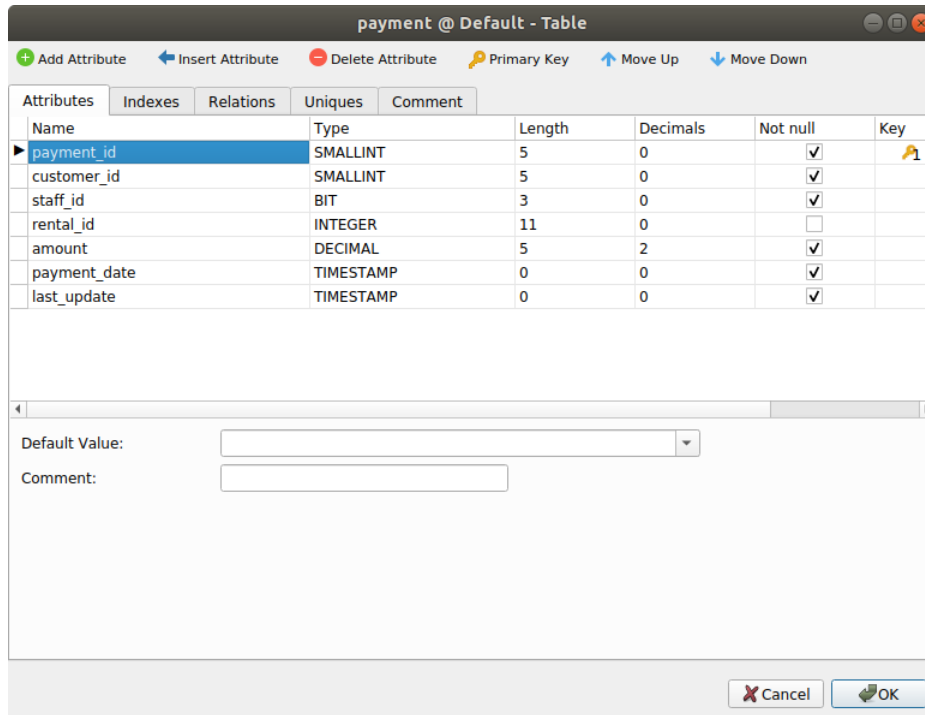 payment @ Default - Table
Add Attribute Insert Attribute Delete Attribute Primary Key Move Up Move Down
Attributes Indexes Relations Uniques Comment
Name Type Length Decimals Not null Key
payment_id SMALLINT 5 0 1
customer_id SMALLINT 5 0
staff_id BIT 3 0
rental_id INTEGER 11 0
amount DECIMAL 5 2
payment_date TIMESTAMP 0 0
last_update TIMESTAMP 0 0
Default Value:
Comment:
Cancel OK